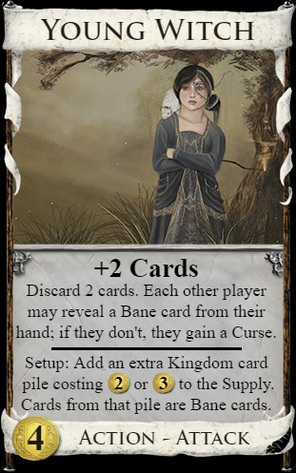 YOUNG WITCH
+2 Cards
Discard 2 cards. Each other player
may reveal a Bane card from their
hand; if they don't, they gain a Curse.
Setup: Add an extra Kingdom card
pile costing 2 or 3 to the Supply.
Cards from that pile are Bane cards.
4 ACTION - ATTACK